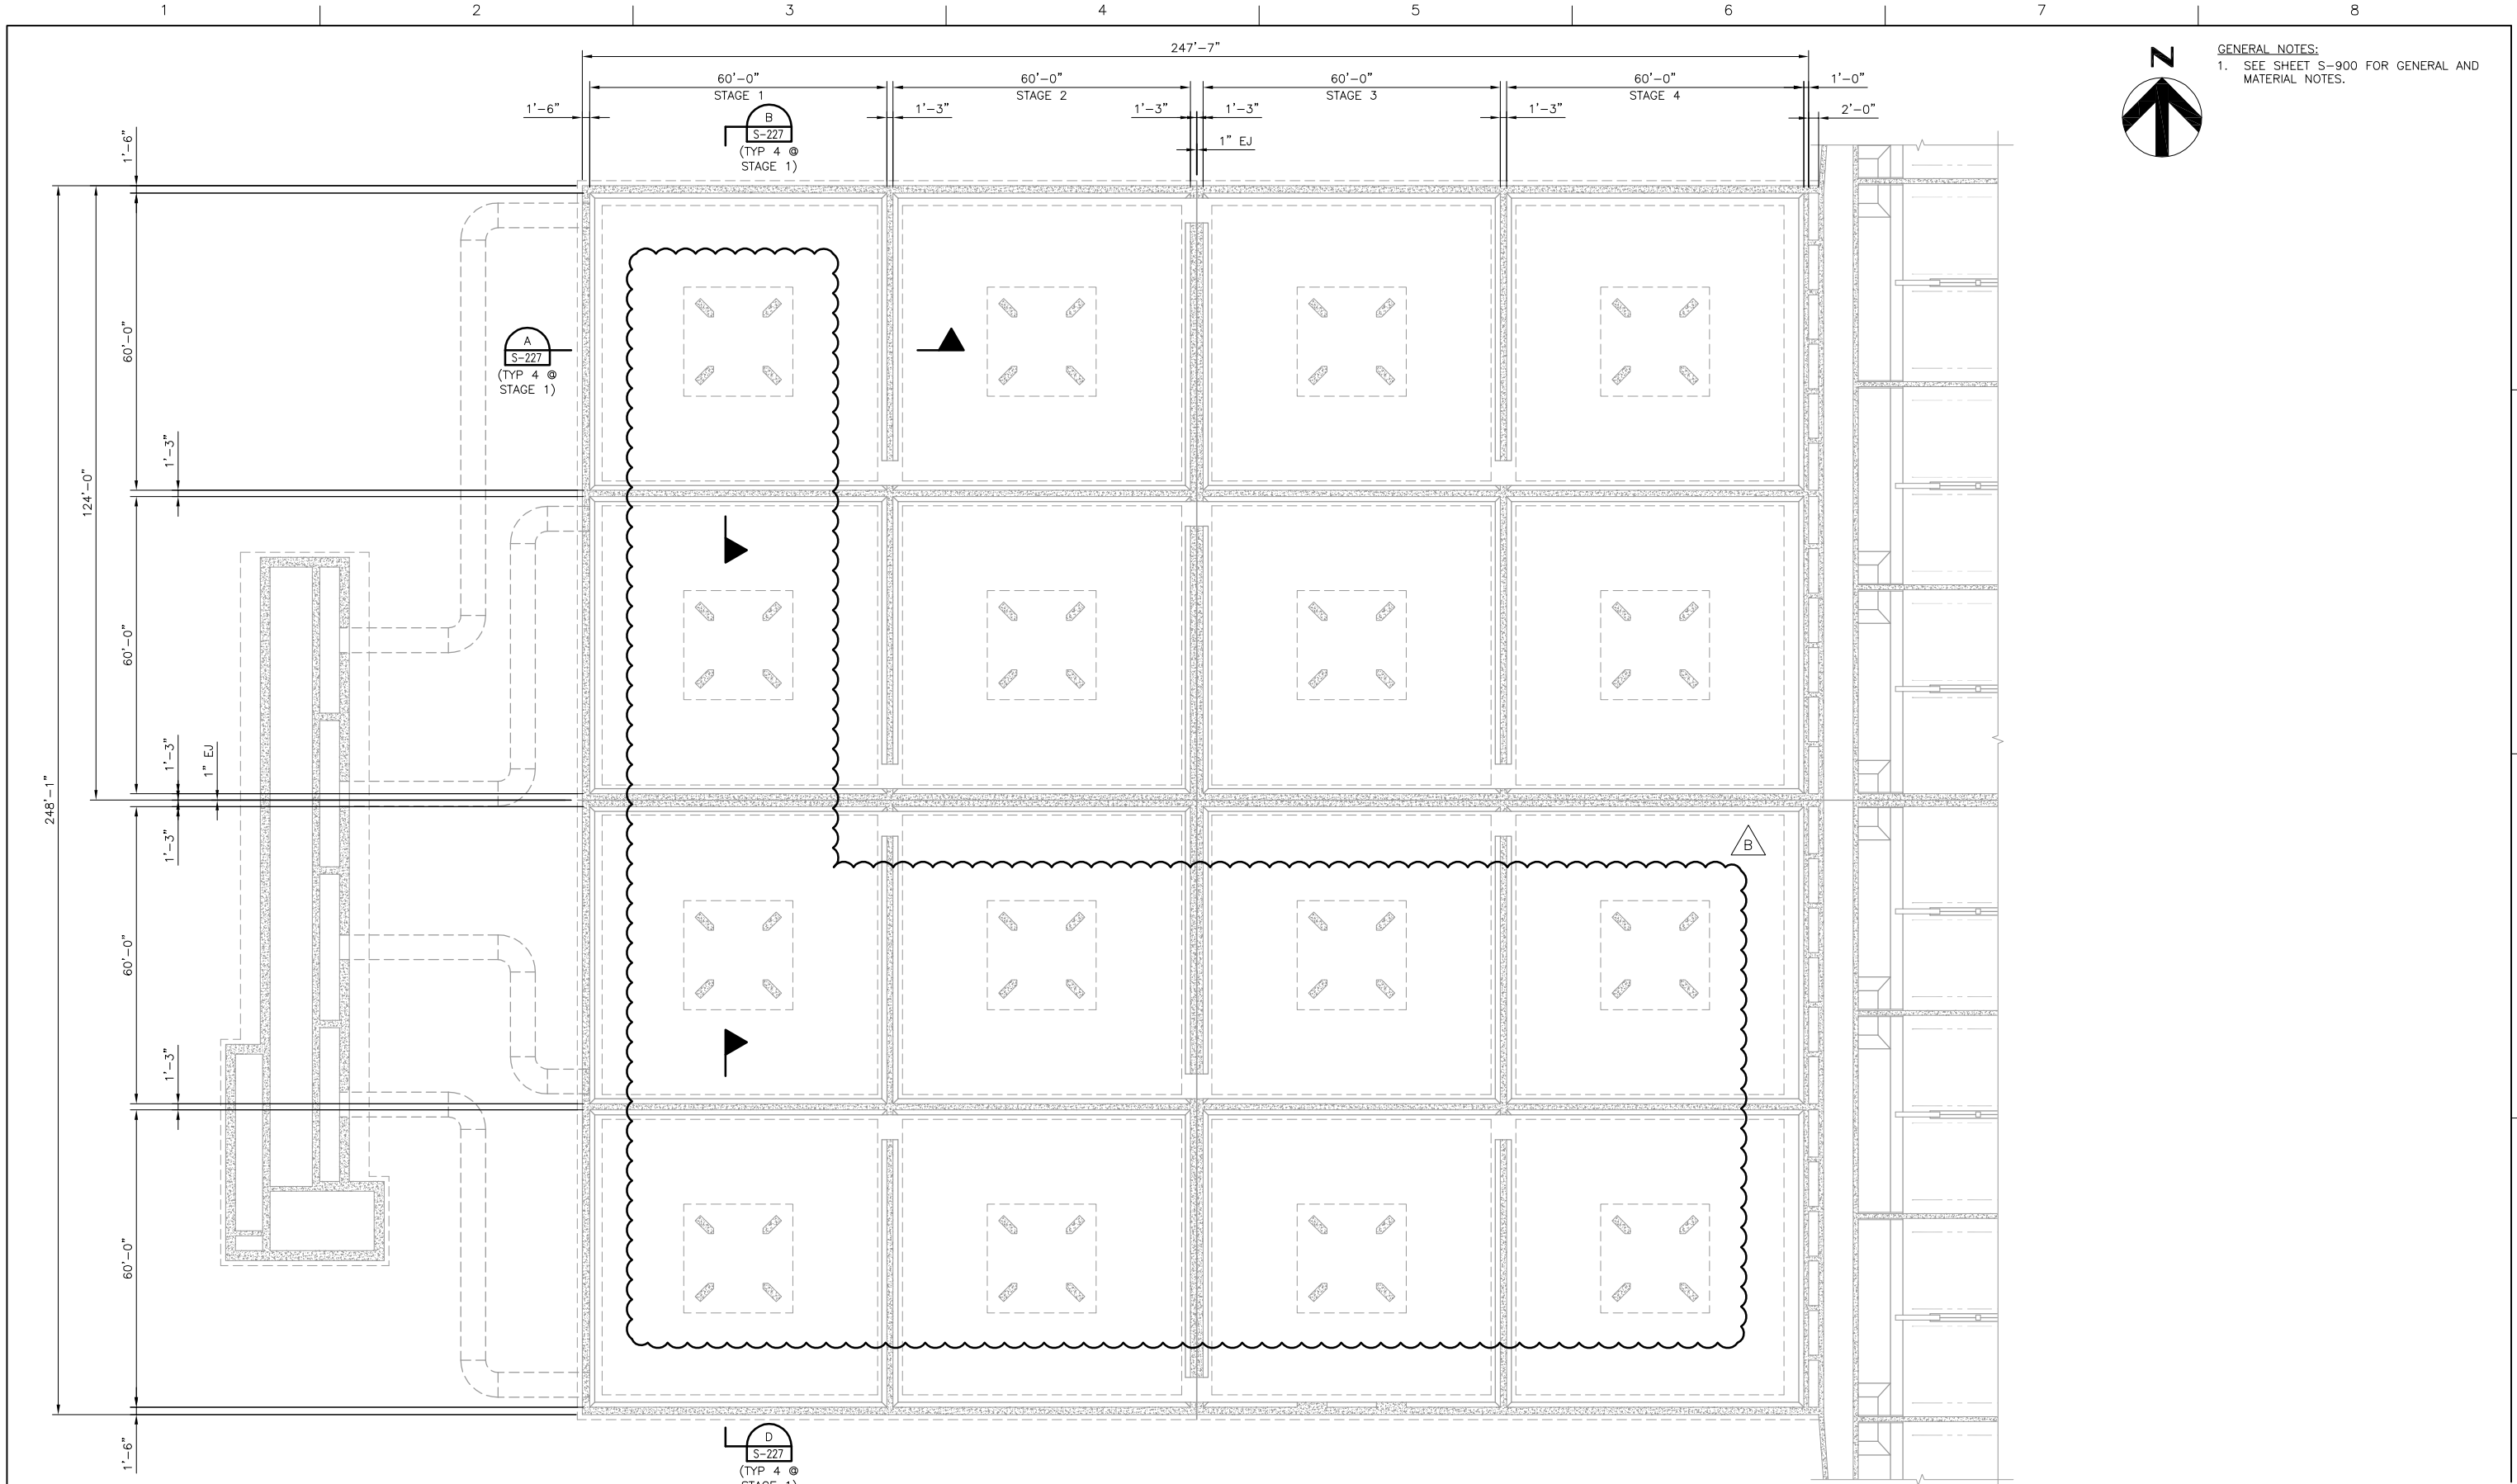 1 2 3 4 5 6 7 8
247'-7"
GENERAL NOTES:
1. SEE SHEET S-900 FOR GENERAL AND
MATERIAL NOTES.
N
60'-0" 60'-0" 60'-0" 60'-0" 1'-0"
STAGE 1 STAGE 2 STAGE 3 STAGE 4
1'-6" 1'-3" 1'-3" 1'-3" 1'-3" 2'-0"
B
S-227
(TYP 4 @
STAGE 1)
1" EJ
1'-6"
60'-0"
A
S-227
(TYP 4 @
STAGE 1)
1'-3"
124'-0"
60'-0"
1'-3"
1" EJ
248'-1"
1'-3"
B
60'-0"
1'-3"
60'-0"
1'-6"
D
S-227
(TYP 4 @
STAGE 1)